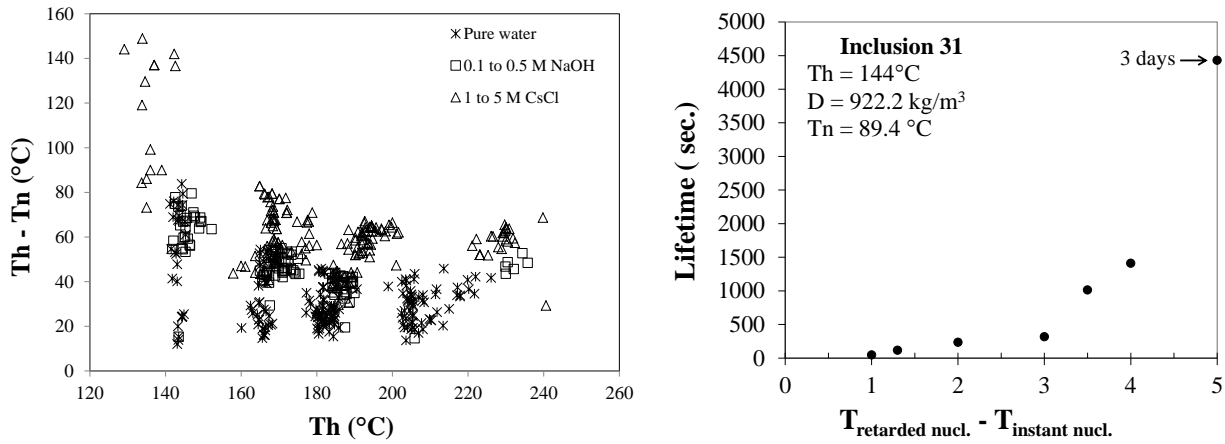 160
140
120
100
80
60
40
20
0
Th - Tn (°C)
120 140 160 180 200 220 240 260
Th (°C)
Pure water
0.1 to 0.5 M NaOH
1 to 5 M CsCl
5000
4500
4000
3500
3000
2500
2000
1500
1000
500
0
Lifetime ( sec.)
Inclusion 31
Th = 144°C
D = 922.2 kg/m³
Tn = 89.4 °C
3 days
0 1 2 3 4 5
Tretarded nucl. - Tinstant nucl.